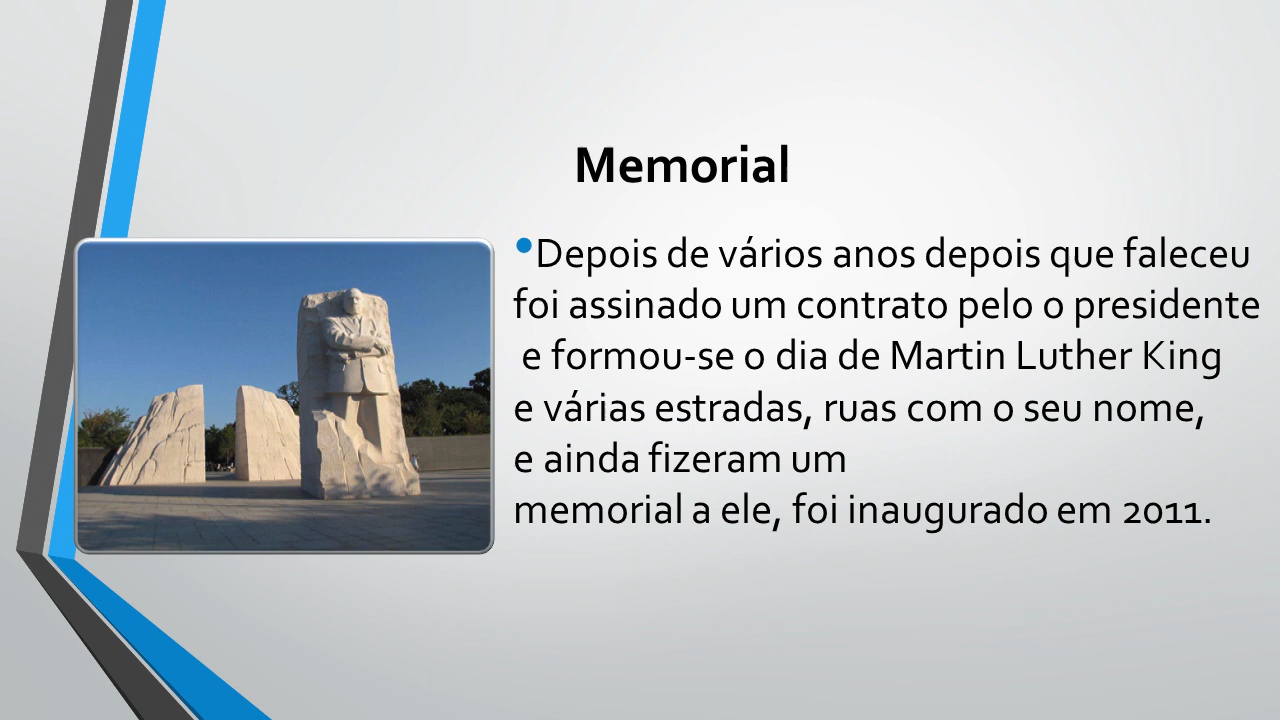 Memorial
•Depois de vários anos depois que faleceu
foi assinado um contrato pelo o presidente
e formou-se o dia de Martin Luther King
e várias estradas, ruas com o seu nome,
e ainda fizeram um
memorial a ele, foi inaugurado em 2011.